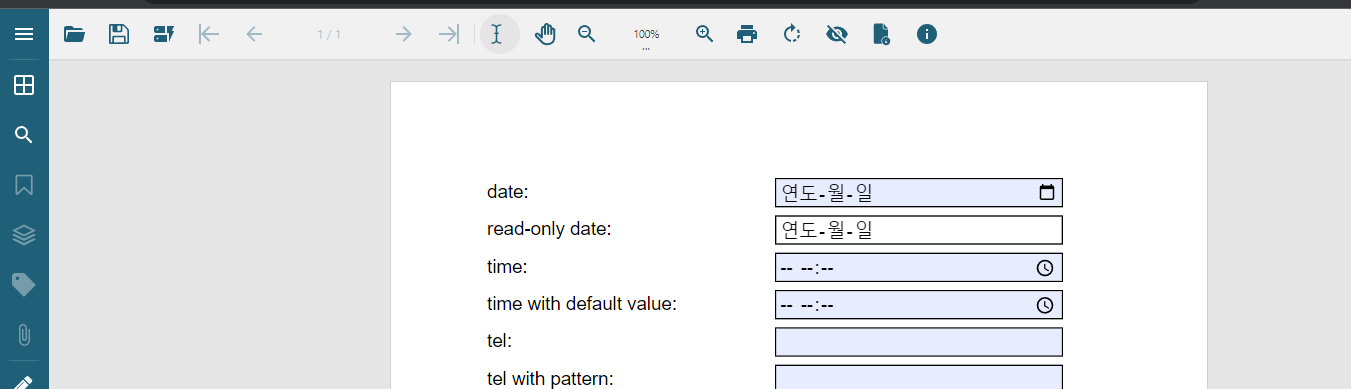 1 / 1
100%
...
date:
연도-월-일
read-only date:
연도-월-일
time:
-- --:--
time with default value:
-- --:--
tel:
tel with pattern: